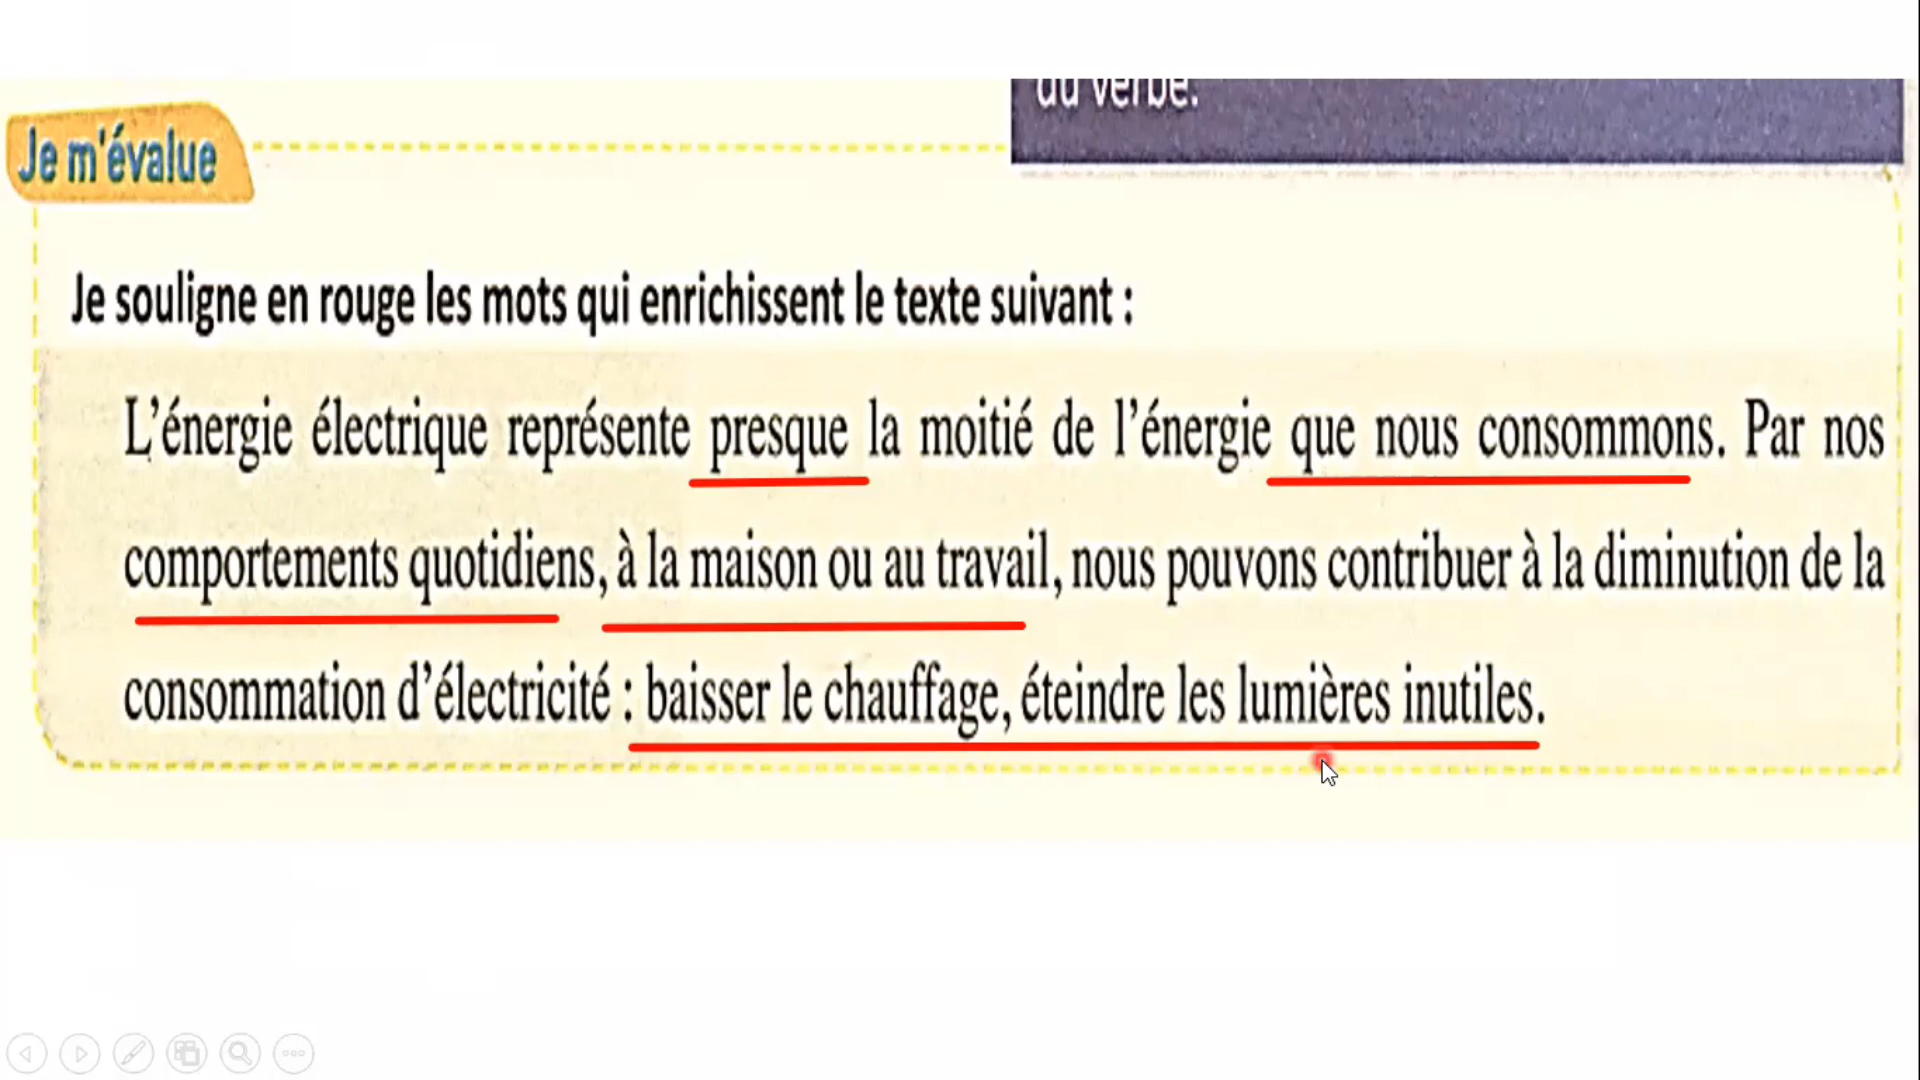 du verbe.
Je m'évalue
Je souligne en rouge les mots qui enrichissent le texte suivant :
L'énergie électrique représente presque la moitié de l'énergie que nous consommons. Par nos
comportements quotidiens, à la maison ou au travail, nous pouvons contribuer à la diminution de la
consommation d'électricité : baisser le chauffage, éteindre les lumières inutiles.